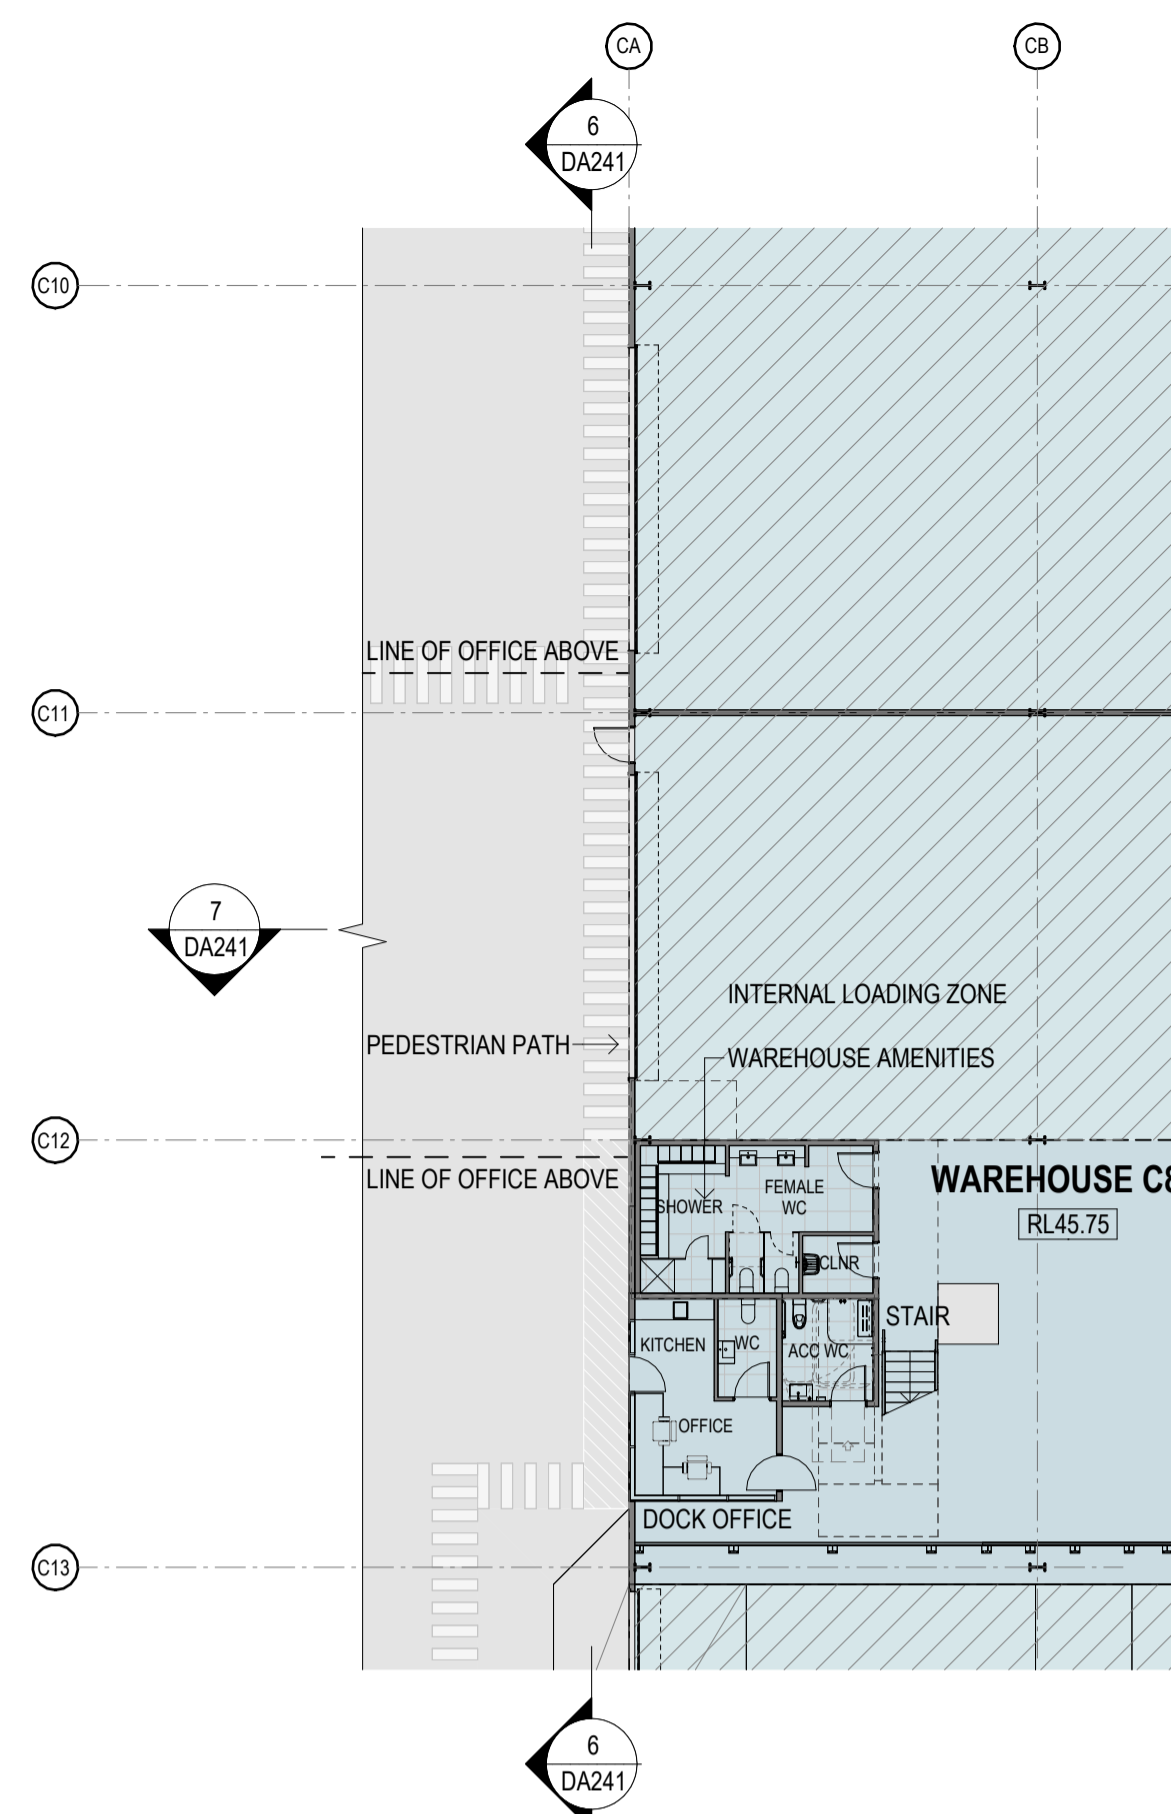 CA
CB
6
DA241
C10
LINE OF OFFICE ABOVE
C11
7
DA241
INTERNAL LOADING ZONE
PEDESTRIAN PATH
WAREHOUSE AMENITIES
C12
LINE OF OFFICE ABOVE
WAREHOUSE C8
RL45.75
SHOWER
FEMALE
WC
CLNR
STAIR
KITCHEN
WC
ACC WC
OFFICE
DOCK OFFICE
C13
6
DA241